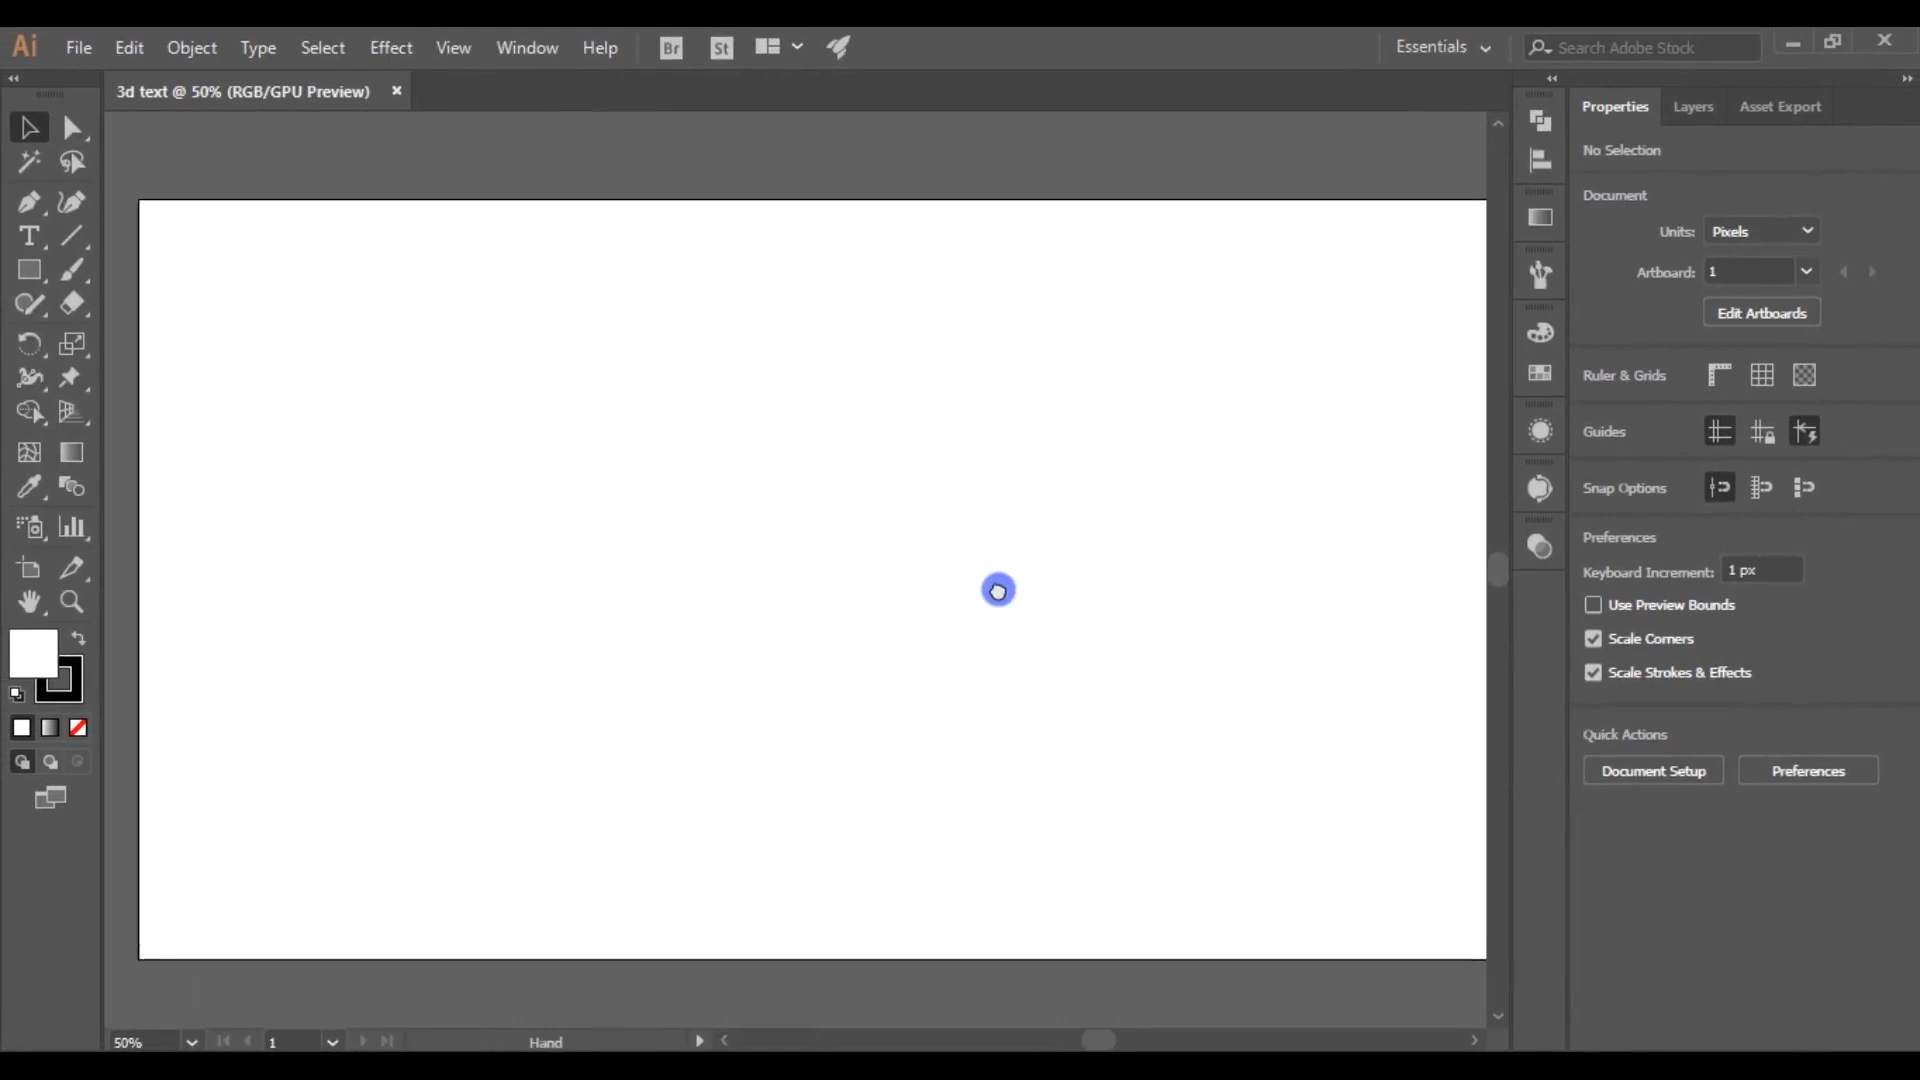 Ai File Edit Object Type Select Effect View Window Help Br St Essentials Search Adobe Stock
3d text @ 50% (RGB/GPU Preview)
Properties Layers Asset Export
No Selection
Document
Units: Pixels
Artboard: 1
Edit Artboards
Ruler & Grids
Guides
Snap Options
Preferences
Keyboard Increment: 1 px
Use Preview Bounds
Scale Corners
Scale Strokes & Effects
Quick Actions
Document Setup Preferences
50% 1 Hand